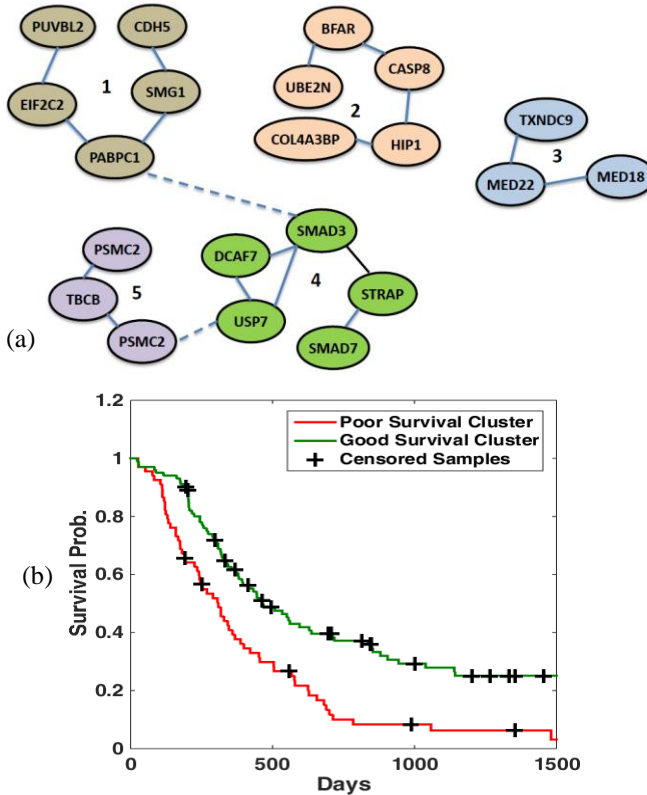 PUVBL2
CDH5
EIF2C2
1
SMG1
PABPC1
BFAR
CASP8
UBE2N
2
COL4A3BP
HIP1
TXNDC9
3
MED22
MED18
SMAD3
DCAF7
4
STRAP
USP7
SMAD7
PSMC2
5
TBCB
PSMC2
(a)
(b)
Survival Prob.
1.2
1
0.8
0.6
0.4
0.2
0
Poor Survival Cluster
Good Survival Cluster
Censored Samples
0
500
1000
1500
Days